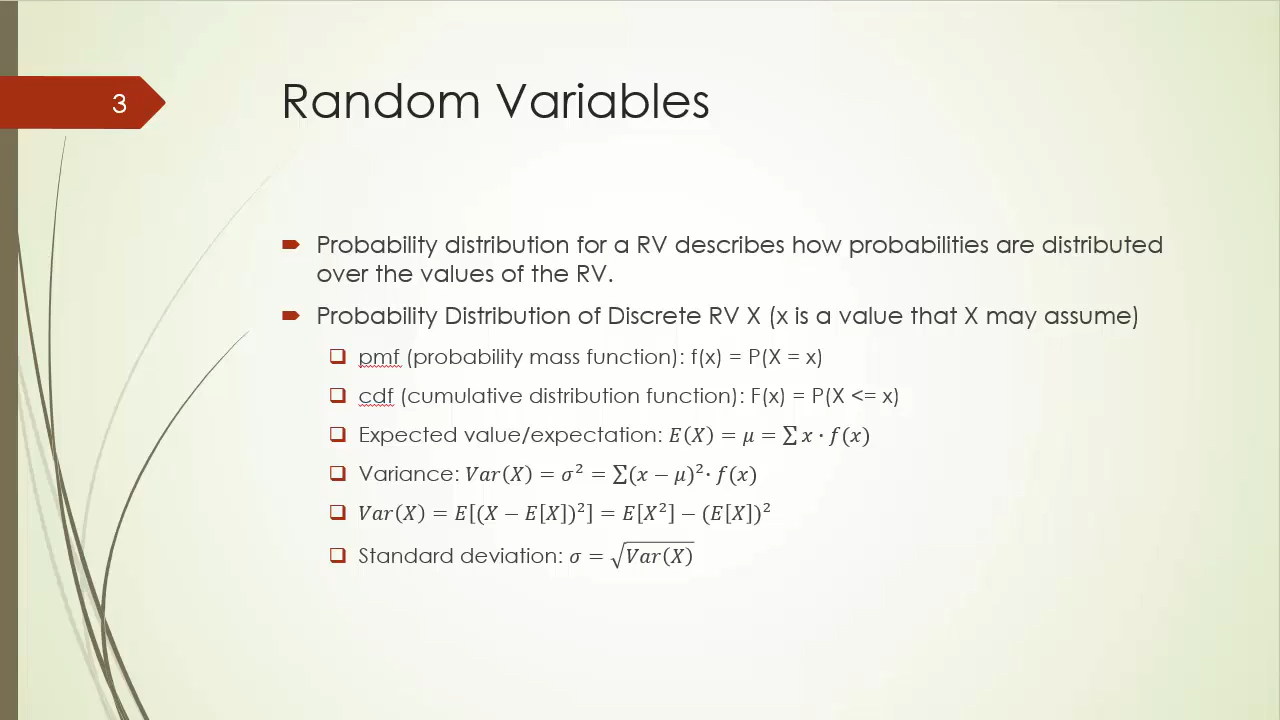 3
Random Variables
Probability distribution for a RV describes how probabilities are distributed
over the values of the RV.
Probability Distribution of Discrete RV X (x is a value that X may assume)
pmf (probability mass function): f(x) = P(X = x)
cdf (cumulative distribution function): F(x) = P(X <= x)
Expected value/expectation: E(X) = μ = ∑ x · f(x)
Variance: Var(X) = σ² = ∑(x − μ)² · f(x)
Var(X) = E[(X − E[X])²] = E[X²] − (E[X])²
Standard deviation: σ = √Var(X)